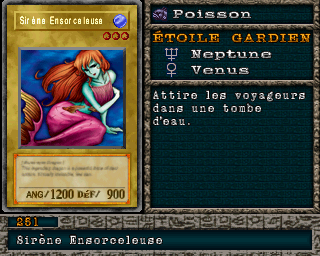 Sirène Ensorceleuse
ANG/1200 DÉF/ 900
Poisson
ÉTOILE GARDIEN
Neptune
Venus
Attire les voyageurs
dans une tombe
d'eau.
251
Sirène Ensorceleuse